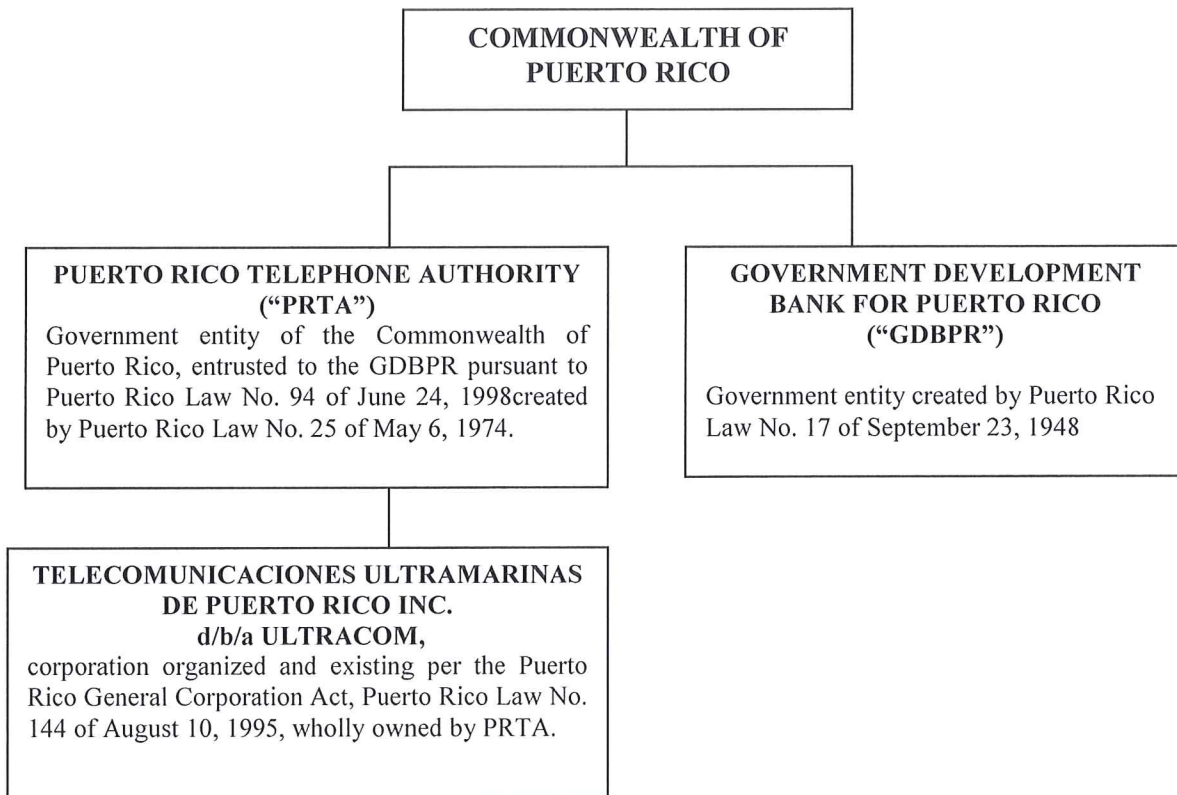 COMMONWEALTH OF
PUERTO RICO
PUERTO RICO TELEPHONE AUTHORITY
(“PRTA”)
Government entity of the Commonwealth of
Puerto Rico, entrusted to the GDBPR pursuant to
Puerto Rico Law No. 94 of June 24, 1998created
by Puerto Rico Law No. 25 of May 6, 1974.
GOVERNMENT DEVELOPMENT
BANK FOR PUERTO RICO
(“GDBPR”)
Government entity created by Puerto Rico
Law No. 17 of September 23, 1948
TELECOMUNICACIONES ULTRAMARINAS
DE PUERTO RICO INC.
d/b/a ULTRACOM,
corporation organized and existing per the Puerto
Rico General Corporation Act, Puerto Rico Law No.
144 of August 10, 1995, wholly owned by PRTA.